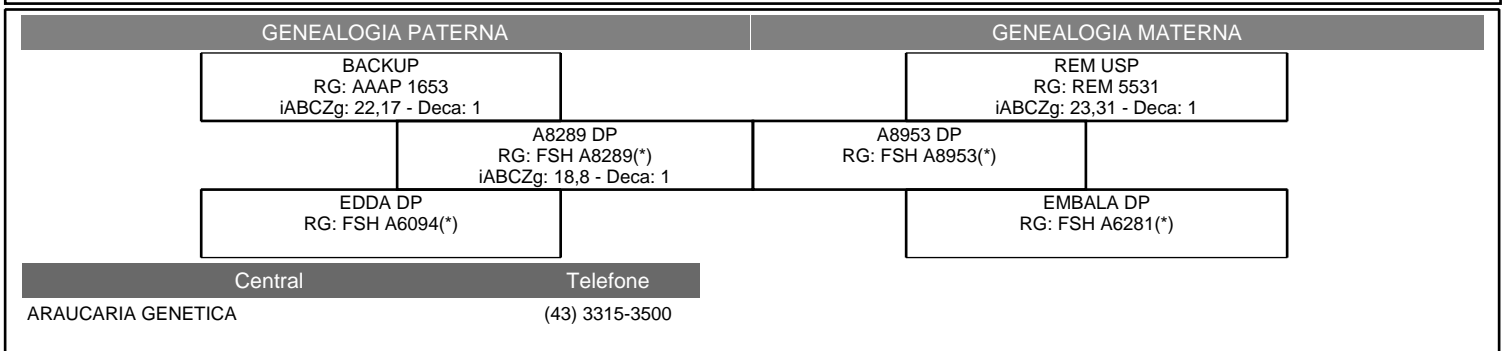 GENEALOGIA PATERNA
GENEALOGIA MATERNA
BACKUP
RG: AAAP 1653
iABCZg: 22,17 - Deca: 1
REM USP
RG: REM 5531
iABCZg: 23,31 - Deca: 1
A8289 DP
RG: FSH A8289(*)
iABCZg: 18,8 - Deca: 1
A8953 DP
RG: FSH A8953(*)
EDDA DP
RG: FSH A6094(*)
EMBALA DP
RG: FSH A6281(*)
Central Telefone
ARAUCARIA GENETICA (43) 3315-3500